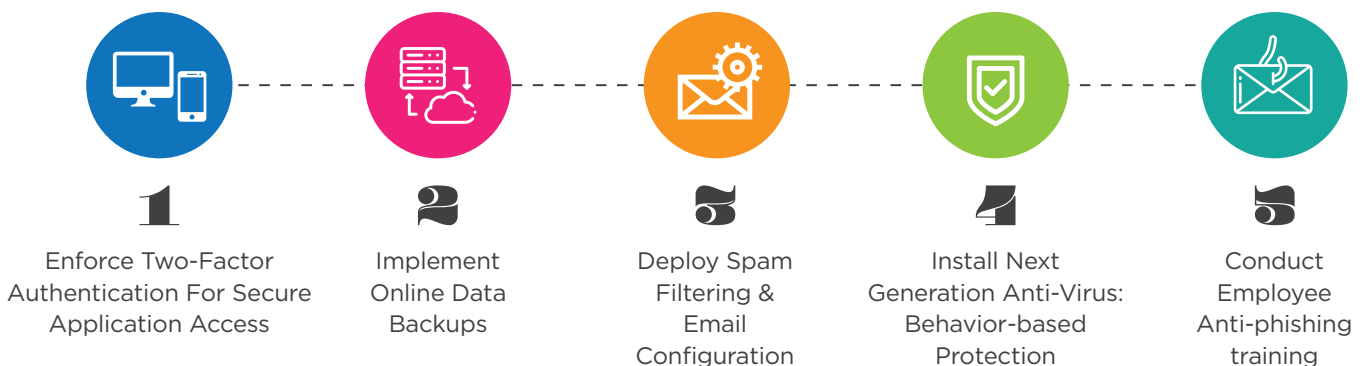 1
Enforce Two-Factor
Authentication For Secure
Application Access
2
Implement
Online Data
Backups
3
Deploy Spam
Filtering &
Email
Configuration
4
Install Next
Generation Anti-Virus:
Behavior-based
Protection
5
Conduct
Employee
Anti-phishing
training